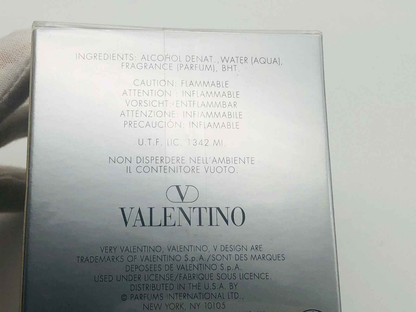 INGREDIENTS: ALCOHOL DENAT., WATER (AQUA),
FRAGRANCE (PARFUM), BHT.
CAUTION: FLAMMABLE
ATTENTION : INFLAMMABLE
VORSICHT : ENTFLAMMBAR
ATTENZIONE: INFIAMMABILE
PRECAUCIÓN: INFLAMABLE
U.T.F. LIC. 1342 MI.
NON DISPERDERE NELL'AMBIENTE
IL CONTENITORE VUOTO.
V
VALENTINO
VERY VALENTINO, VALENTINO, V DESIGN ARE
TRADEMARKS OF VALENTINO S.p.A./SONT DES MARQUES
DEPOSEES DE VALENTINO S.p.A.
USED UNDER LICENSE/FABRIQUE SOUS LICENCE.
DISTRIBUTED IN THE U.S.A. BY
© PARFUMS INTERNATIONAL LTD.,
NEW YORK, NY 10105